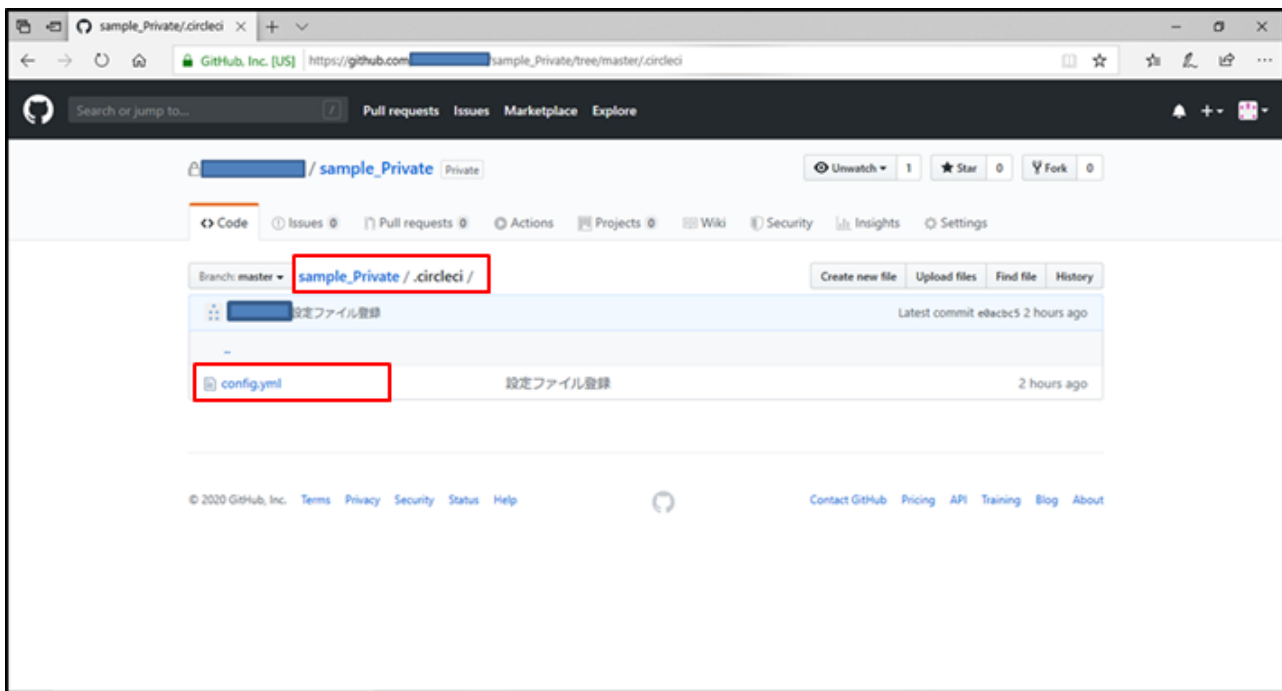 sample_Private/.circleci
GitHub, Inc. [US] https://github.com /sample_Private/tree/master/.circleci
Search or jump to... / Pull requests Issues Marketplace Explore
/ sample_Private Private Unwatch 1 Star 0 Fork 0
Code Issues 0 Pull requests 0 Actions Projects 0 Wiki Security Insights Settings
Branch: master sample_Private / .circleci / Create new file Upload files Find file History
設定ファイル登録 Latest commit e0acbc5 2 hours ago
..
config.yml 設定ファイル登録 2 hours ago
© 2020 GitHub, Inc. Terms Privacy Security Status Help Contact GitHub Pricing API Training Blog About